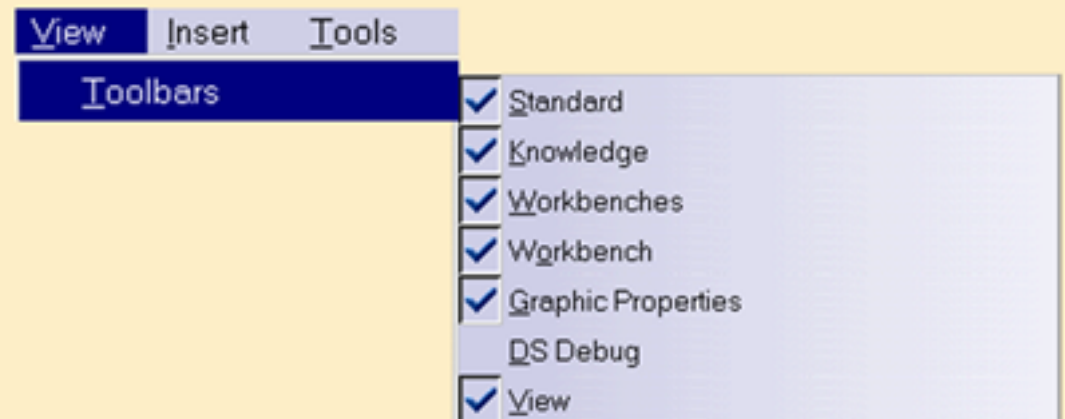 View Insert Tools
Toolbars
Standard
Knowledge
Workbenches
Workbench
Graphic Properties
DS Debug
View